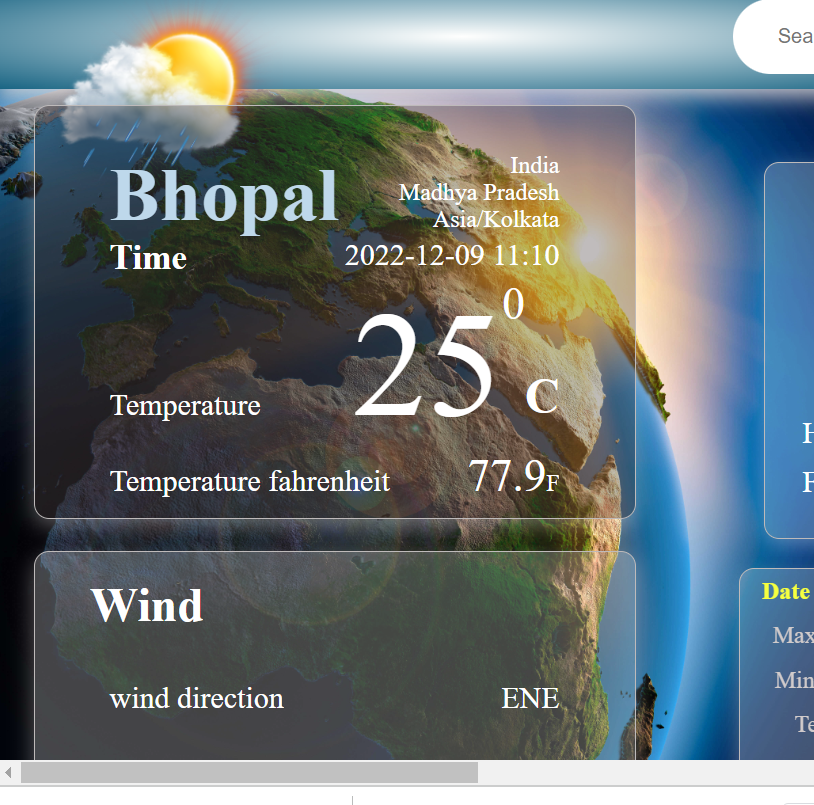 Sea
Bhopal
India
Madhya Pradesh
Asia/Kolkata
Time
2022-12-09 11:10
Temperature
25 0 C
Temperature fahrenheit
77.9F
Wind
wind direction
ENE
Date
Max
Min
Te